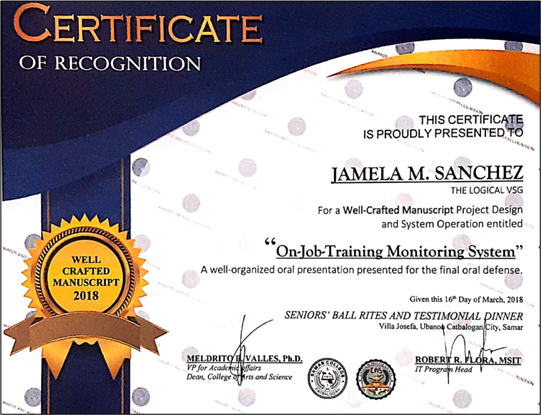 CERTIFICATE
OF RECOGNITION
THIS CERTIFICATE
IS PROUDLY PRESENTED TO
JAMELA M. SANCHEZ
THE LOGICAL VSG
For a Well-Crafted Manuscript Project Design
and System Operation entitled
“On-Job-Training Monitoring System”
A well-organized oral presentation presented for the final oral defense.
WELL
CRAFTED
MANUSCRIPT
2018
Given this 16th Day of March, 2018
SENIORS' BALL RITES AND TESTIMONIAL DINNER
Villa Josefa, Ubanon Catbalogan City, Samar
MELDRITO B. VALLES, Ph.D.
VP for Academic Affairs
Dean, College of Arts and Science
SAMAR COLLEGE
ROBERT R. FLORA, MSIT
IT Program Head